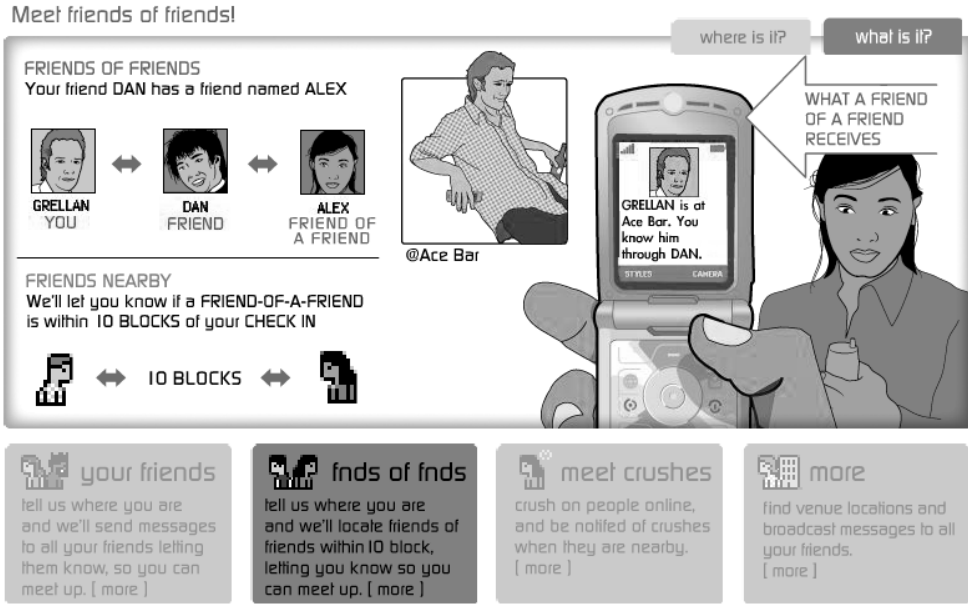 Meet friends of friends!
where is it?
what is it?
FRIENDS OF FRIENDS
Your friend DAN has a friend named ALEX
GRELLAN
YOU
DAN
FRIEND
ALEX
FRIEND OF
A FRIEND
@Ace Bar
FRIENDS NEARBY
We'll let you know if a FRIEND-OF-A-FRIEND
is within 10 BLOCKS of your CHECK IN
10 BLOCKS
GRELLAN is at
Ace Bar. You
know him
through DAN.
STYLES
CAMERA
WHAT A FRIEND
OF A FRIEND
RECEIVES
your friends
tell us where you are
and we'll send messages
to all your friends letting
them know, so you can
meet up. [ more ]
fnds of fnds
tell us where you are
and we'll locate friends of
friends within 10 block,
letting you know so you
can meet up. [ more ]
meet crushes
crush on people online,
and be notifed of crushes
when they are nearby.
[ more ]
more
find venue locations and
broadcast messages to all
your friends.
[ more ]